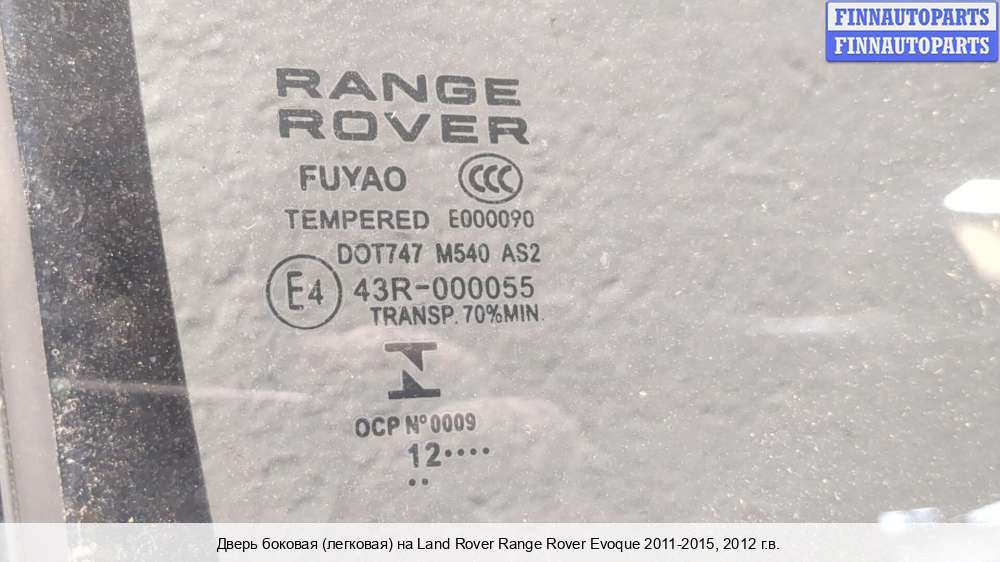 FINNAUTOPARTS
FINNAUTOPARTS
RANGE
ROVER
FUYAO CCC
TEMPERED E000090
DOT747 M540 AS2
E4 43R-000055
TRANSP. 70%MIN.
OCP Nº0009
12••••
••
Дверь боковая (легковая) на Land Rover Range Rover Evoque 2011-2015, 2012 г.в.